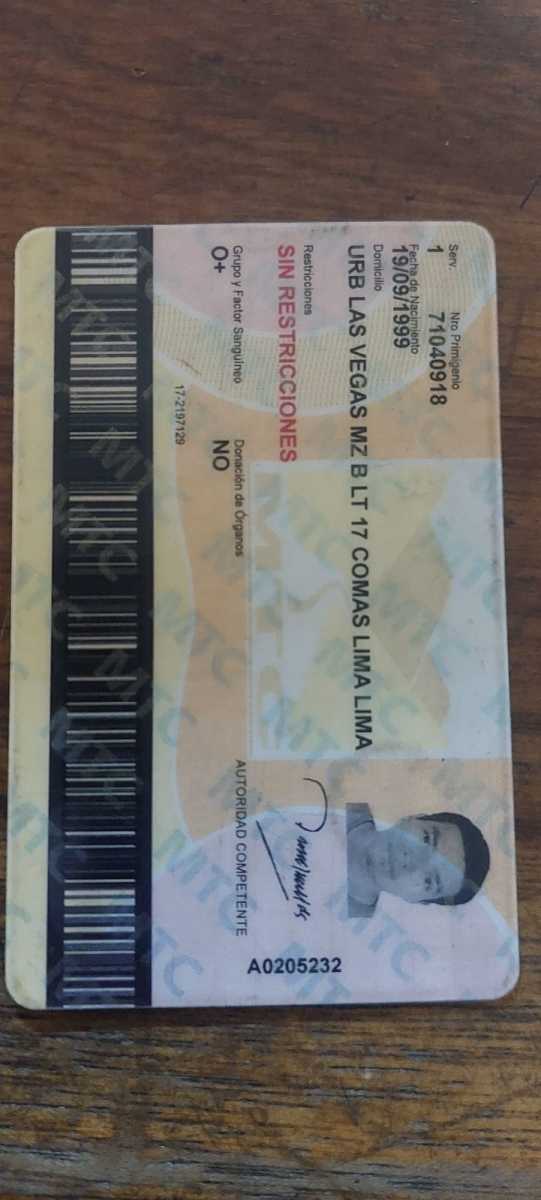 Serv. Nro Primigenio
1 71040918
Fecha de Nacimiento
19/09/1999
Domicilio
URB LAS VEGAS MZ B LT 17 COMAS LIMA LIMA
Restricciones
SIN RESTRICCIONES
Grupo y Factor Sanguíneo Donación de Órganos
O+ NO
17-2197129
AUTORIDAD COMPETENTE
A0205232
MTC